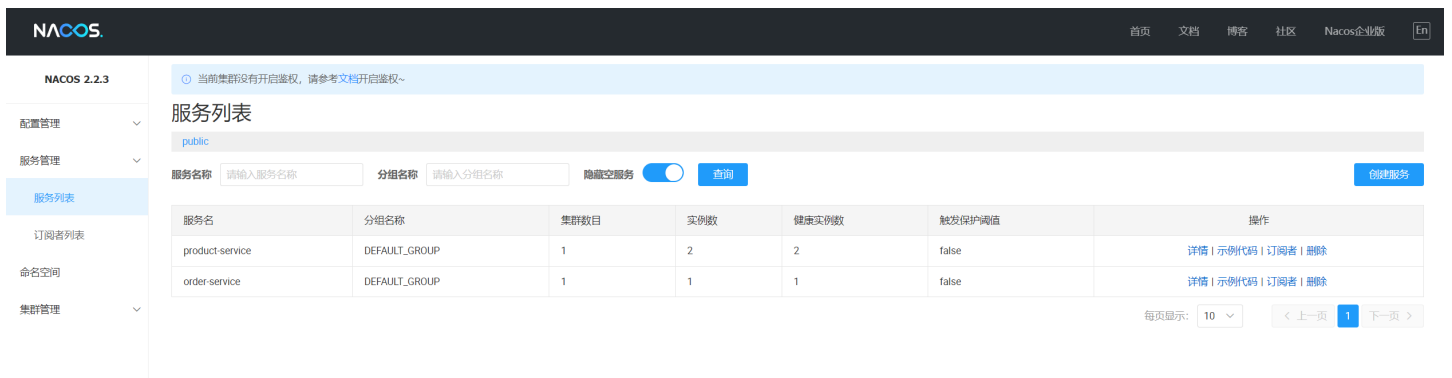 NACOS. 首页 文档 博客 社区 Nacos企业版 En
NACOS 2.2.3
配置管理
服务管理
服务列表
订阅者列表
命名空间
集群管理
当前集群没有开启鉴权，请参考文档开启鉴权~
服务列表
public
服务名称 请输入服务名称 分组名称 请输入分组名称 隐藏空服务 查询 创建服务
服务名 分组名称 集群数目 实例数 健康实例数 触发保护阈值 操作
product-service DEFAULT_GROUP 1 2 2 false 详情 | 示例代码 | 订阅者 | 删除
order-service DEFAULT_GROUP 1 1 1 false 详情 | 示例代码 | 订阅者 | 删除
每页显示: 10 < 上一页 1 下一页 >